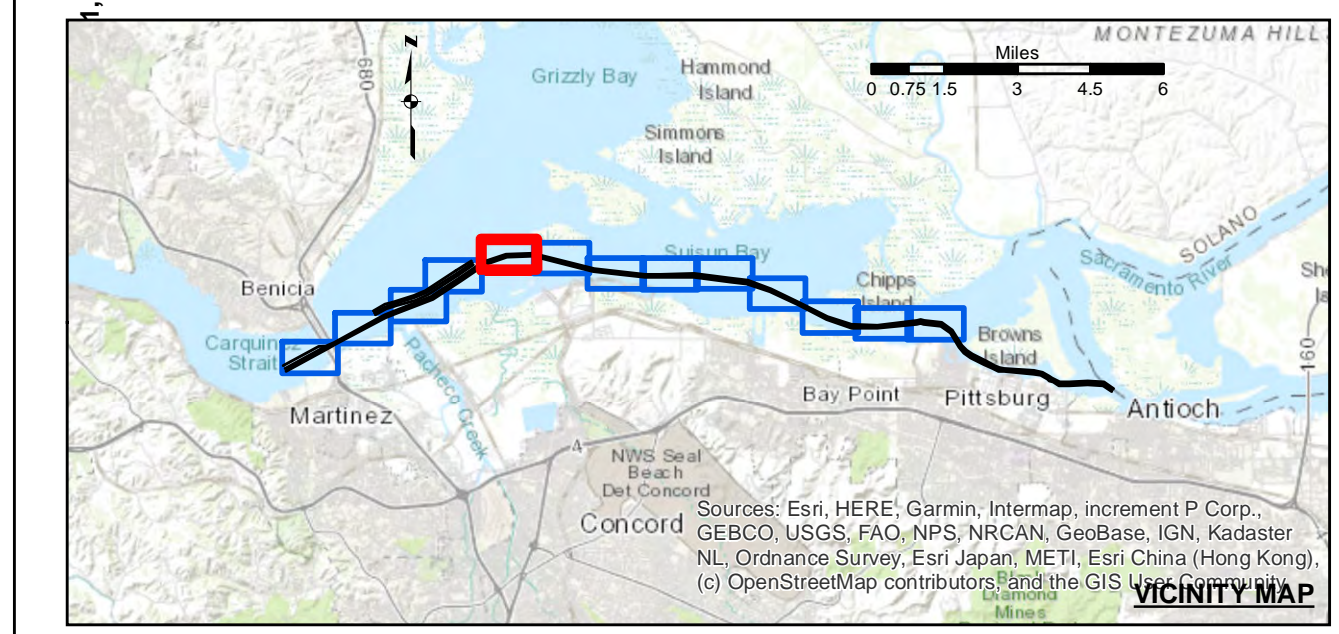 1,
MONTEZUMA HILL
Miles
0 0.75 1.5 3 4.5 6
N
680
Grizzly Bay
Hammond
Island
Simmons
Island
SOLANO
Sacramento River
Suisun Bay
Chipps
Island
Benicia
Carquinez
Strait
Browns
Island
160
Pacheco Creek
Bay Point
Pittsburg
Antioch
Martinez
4
NWS Seal
Beach
Det Concord
Concord
Sources: Esri, HERE, Garmin, Intermap, increment P Corp.,
GEBCO, USGS, FAO, NPS, NRCAN, GeoBase, IGN, Kadaster
NL, Ordnance Survey, Esri Japan, METI, Esri China (Hong Kong),
(c) OpenStreetMap contributors, and the GIS User Community
Diamond
Mines
VICINITY MAP